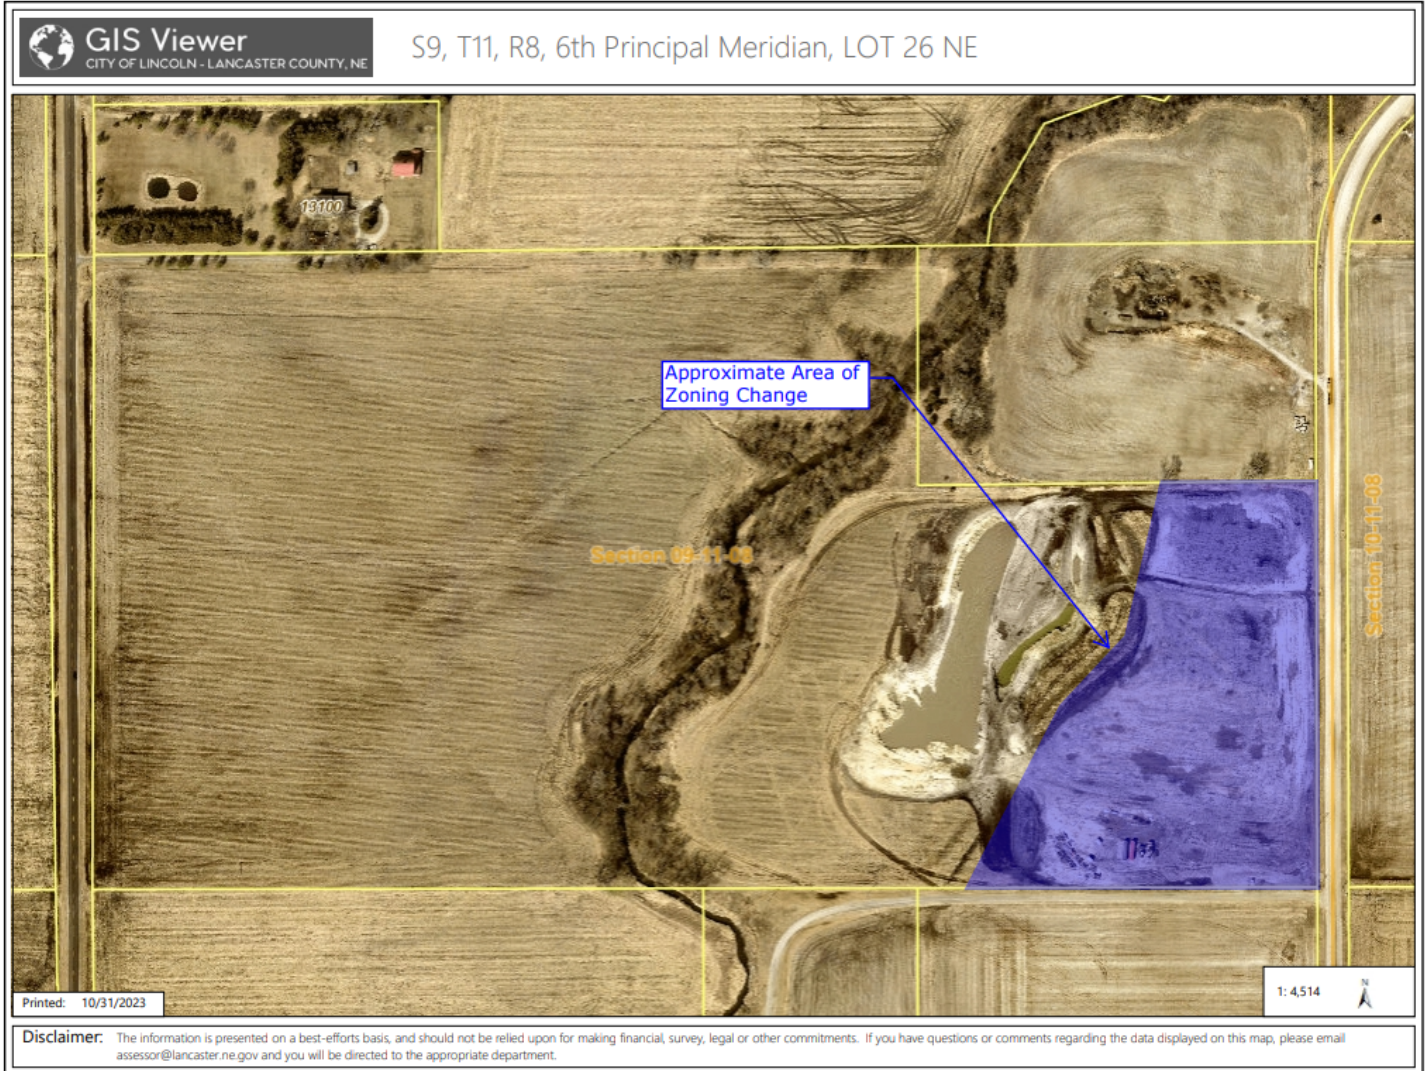 GIS Viewer
CITY OF LINCOLN - LANCASTER COUNTY, NE
S9, T11, R8, 6th Principal Meridian, LOT 26 NE
13100
Approximate Area of
Zoning Change
Section 09-11-08
Section 10-11-08
Printed: 10/31/2023
1: 4,514
N
Disclaimer: The information is presented on a best-efforts basis, and should not be relied upon for making financial, survey, legal or other commitments. If you have questions or comments regarding the data displayed on this map, please email
assessor@lancaster.ne.gov and you will be directed to the appropriate department.